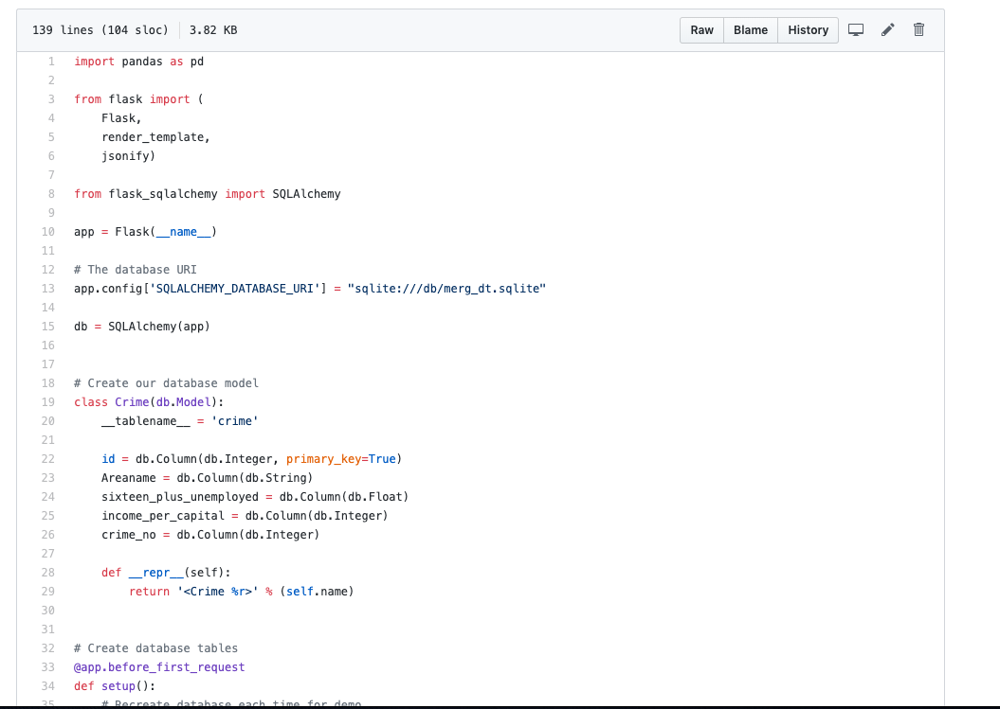 139 lines (104 sloc) 3.82 KB Raw Blame History
1 import pandas as pd
2
3 from flask import (
4 Flask,
5 render_template,
6 jsonify)
7
8 from flask_sqlalchemy import SQLAlchemy
9
10 app = Flask(__name__)
11
12 # The database URI
13 app.config['SQLALCHEMY_DATABASE_URI'] = "sqlite:///db/merg_dt.sqlite"
14
15 db = SQLAlchemy(app)
16
17
18 # Create our database model
19 class Crime(db.Model):
20 __tablename__ = 'crime'
21
22 id = db.Column(db.Integer, primary_key=True)
23 Areaname = db.Column(db.String)
24 sixteen_plus_unemployed = db.Column(db.Float)
25 income_per_capital = db.Column(db.Integer)
26 crime_no = db.Column(db.Integer)
27
28 def __repr__(self):
29 return '<Crime %r>' % (self.name)
30
31
32 # Create database tables
33 @app.before_first_request
34 def setup():
35 # Recreate database each time for demo